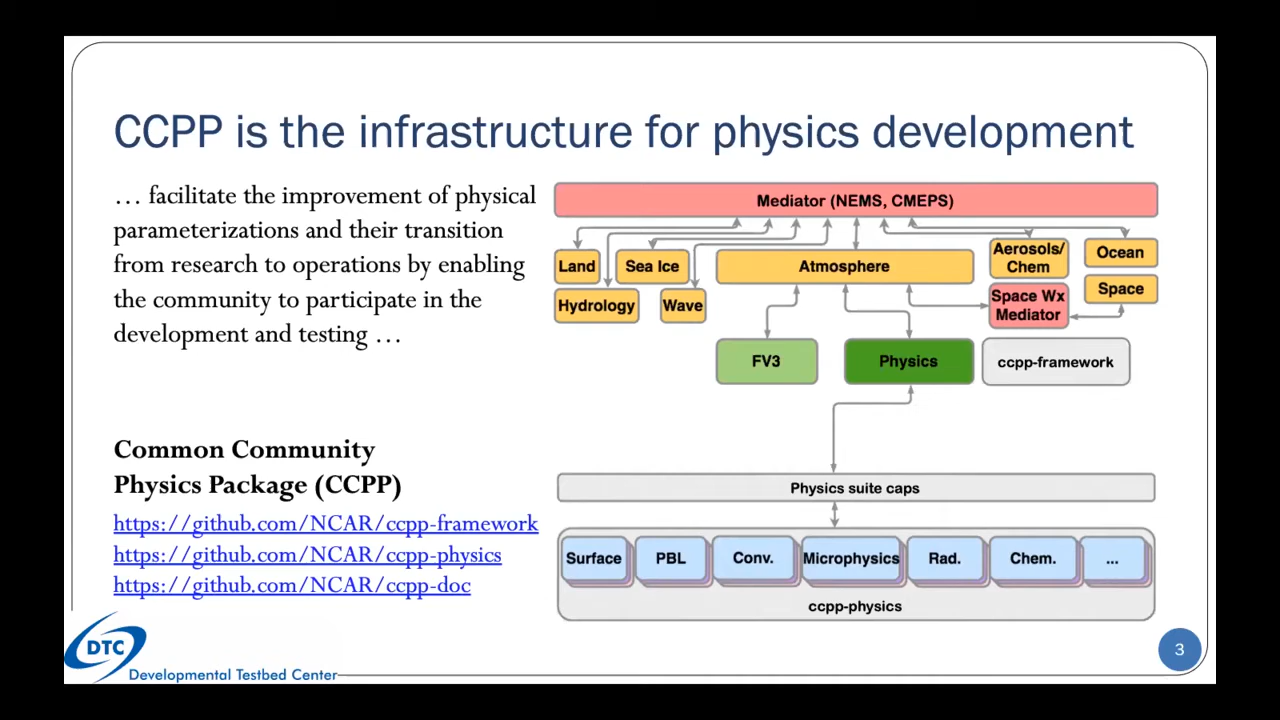 CCPP is the infrastructure for physics development
… facilitate the improvement of physical
parameterizations and their transition
from research to operations by enabling
the community to participate in the
development and testing …
Common Community
Physics Package (CCPP)
https://github.com/NCAR/ccpp-framework
https://github.com/NCAR/ccpp-physics
https://github.com/NCAR/ccpp-doc
Mediator (NEMS, CMEPS)
Land
Sea Ice
Atmosphere
Aerosols/
Chem
Ocean
Hydrology
Wave
Space Wx
Mediator
Space
FV3
Physics
ccpp-framework
Physics suite caps
Surface
PBL
Conv.
Microphysics
Rad.
Chem.
...
ccpp-physics
DTC
Developmental Testbed Center
3